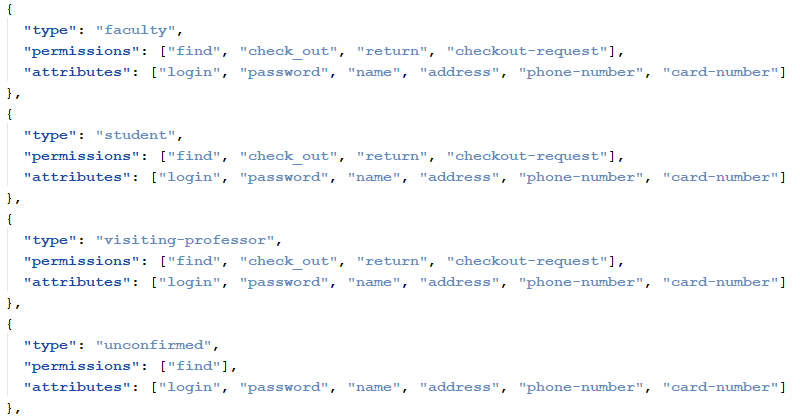 {
"type": "faculty",
"permissions": ["find", "check_out", "return", "checkout-request"],
"attributes": ["login", "password", "name", "address", "phone-number", "card-number"]
},
{
"type": "student",
"permissions": ["find", "check_out", "return", "checkout-request"],
"attributes": ["login", "password", "name", "address", "phone-number", "card-number"]
},
{
"type": "visiting-professor",
"permissions": ["find", "check_out", "return", "checkout-request"],
"attributes": ["login", "password", "name", "address", "phone-number", "card-number"]
},
{
"type": "unconfirmed",
"permissions": ["find"],
"attributes": ["login", "password", "name", "address", "phone-number", "card-number"]
},